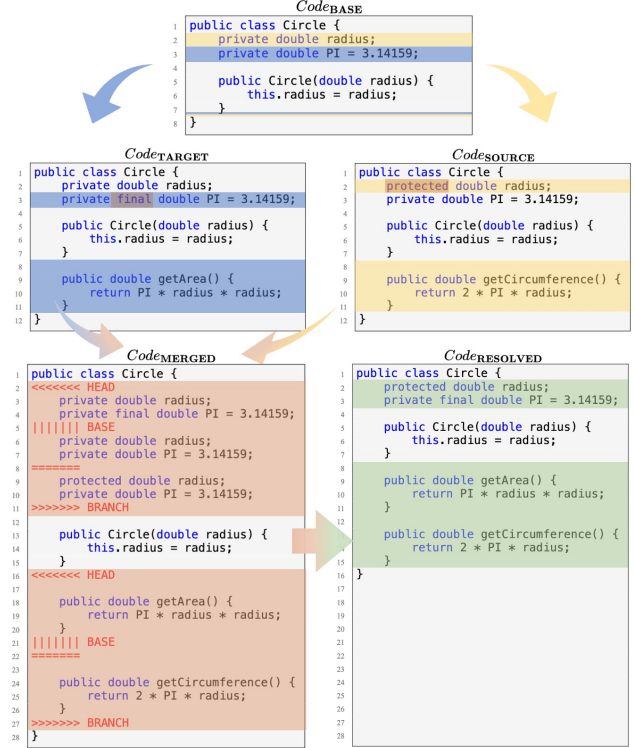 CodeBASE
1 public class Circle {
2     private double radius;
3     private double PI = 3.14159;
4
5     public Circle(double radius) {
6         this.radius = radius;
7     }
8 }
CodeTARGET
1 public class Circle {
2     private double radius;
3     private final double PI = 3.14159;
4
5     public Circle(double radius) {
6         this.radius = radius;
7     }
8
9     public double getArea() {
10         return PI * radius * radius;
11     }
12 }
CodeSOURCE
1 public class Circle {
2     protected double radius;
3     private double PI = 3.14159;
4
5     public Circle(double radius) {
6         this.radius = radius;
7     }
8
9     public double getCircumference() {
10         return 2 * PI * radius;
11     }
12 }
CodeMERGED
1 public class Circle {
2 <<<<<<< HEAD
3     private double radius;
4     private final double PI = 3.14159;
5 ||||||| BASE
6     private double radius;
7     private double PI = 3.14159;
8 =======
9     protected double radius;
10     private double PI = 3.14159;
11 >>>>>>> BRANCH
12
13     public Circle(double radius) {
14         this.radius = radius;
15     }
16 <<<<<<< HEAD
17
18     public double getArea() {
19         return PI * radius * radius;
20     }
21 ||||||| BASE
22 =======
23
24     public double getCircumference() {
25         return 2 * PI * radius;
26     }
27 >>>>>>> BRANCH
28 }
CodeRESOLVED
1 public class Circle {
2     protected double radius;
3     private final double PI = 3.14159;
4
5     public Circle(double radius) {
6         this.radius = radius;
7     }
8
9     public double getArea() {
10         return PI * radius * radius;
11     }
12
    public double getCircumference() {
        return 2 * PI * radius;
15     }
16 }
17
18
19
20
21
22
23
24
25
26
27
28